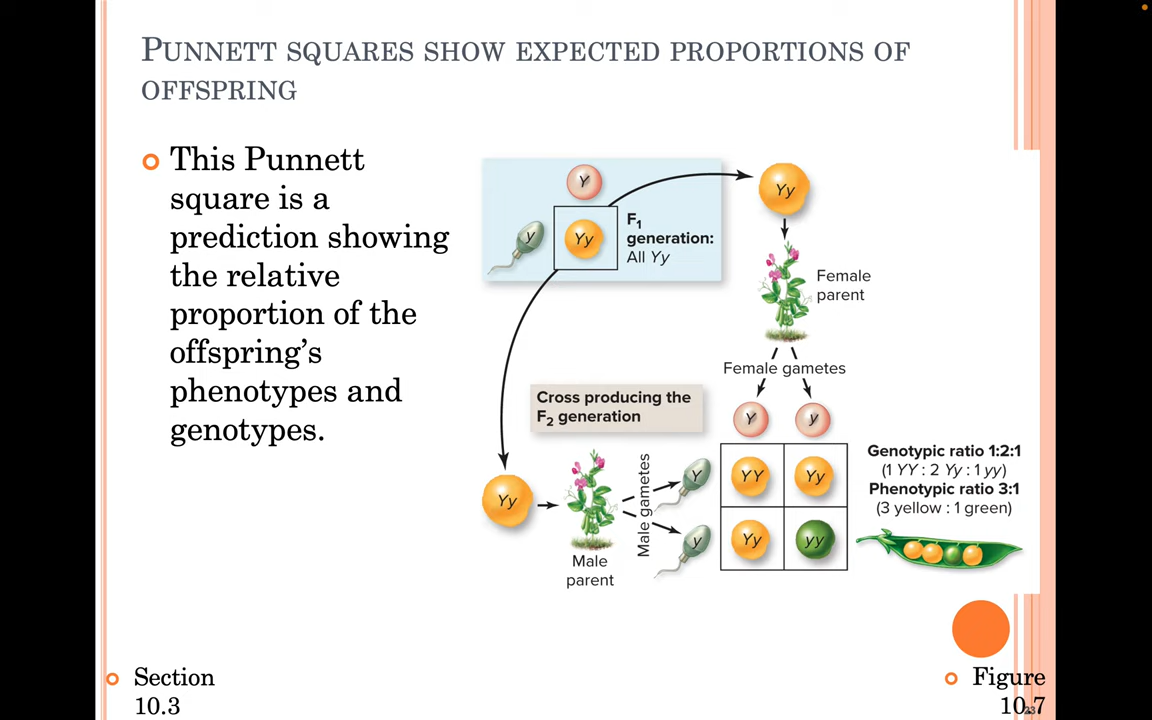 PUNNETT SQUARES SHOW EXPECTED PROPORTIONS OF
OFFSPRING
This Punnett
square is a
prediction showing
the relative
proportion of the
offspring's
phenotypes and
genotypes.
Y
y
Yy
F1
generation:
All Yy
Yy
Female
parent
Female gametes
Cross producing the
F2 generation
Y
y
Yy
Male
parent
Male gametes
Y
y
YY
Yy
Yy
yy
Genotypic ratio 1:2:1
(1 YY : 2 Yy : 1 yy)
Phenotypic ratio 3:1
(3 yellow : 1 green)
Section
10.3
Figure
10.7